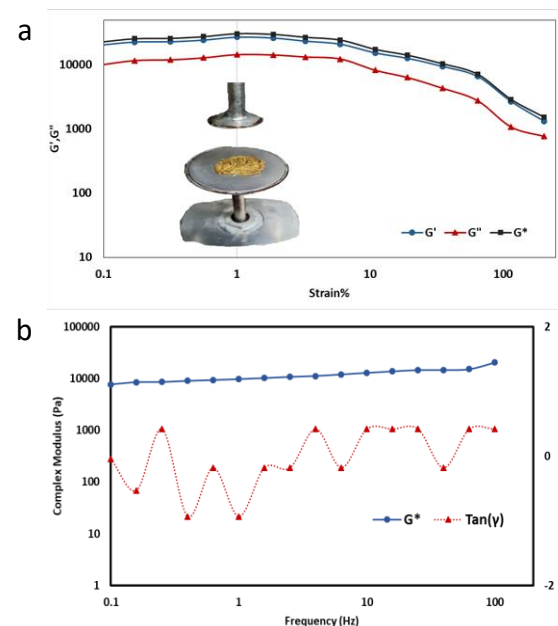 a
10000
1000
100
10
G',G"
0.1 1 10 100
Strain%
G' G" G*
b
100000
10000
1000
100
10
1
Complex Modulus (Pa)
2
0
-2
G* Tan(γ)
0.1 1 10 100
Frequency (Hz)